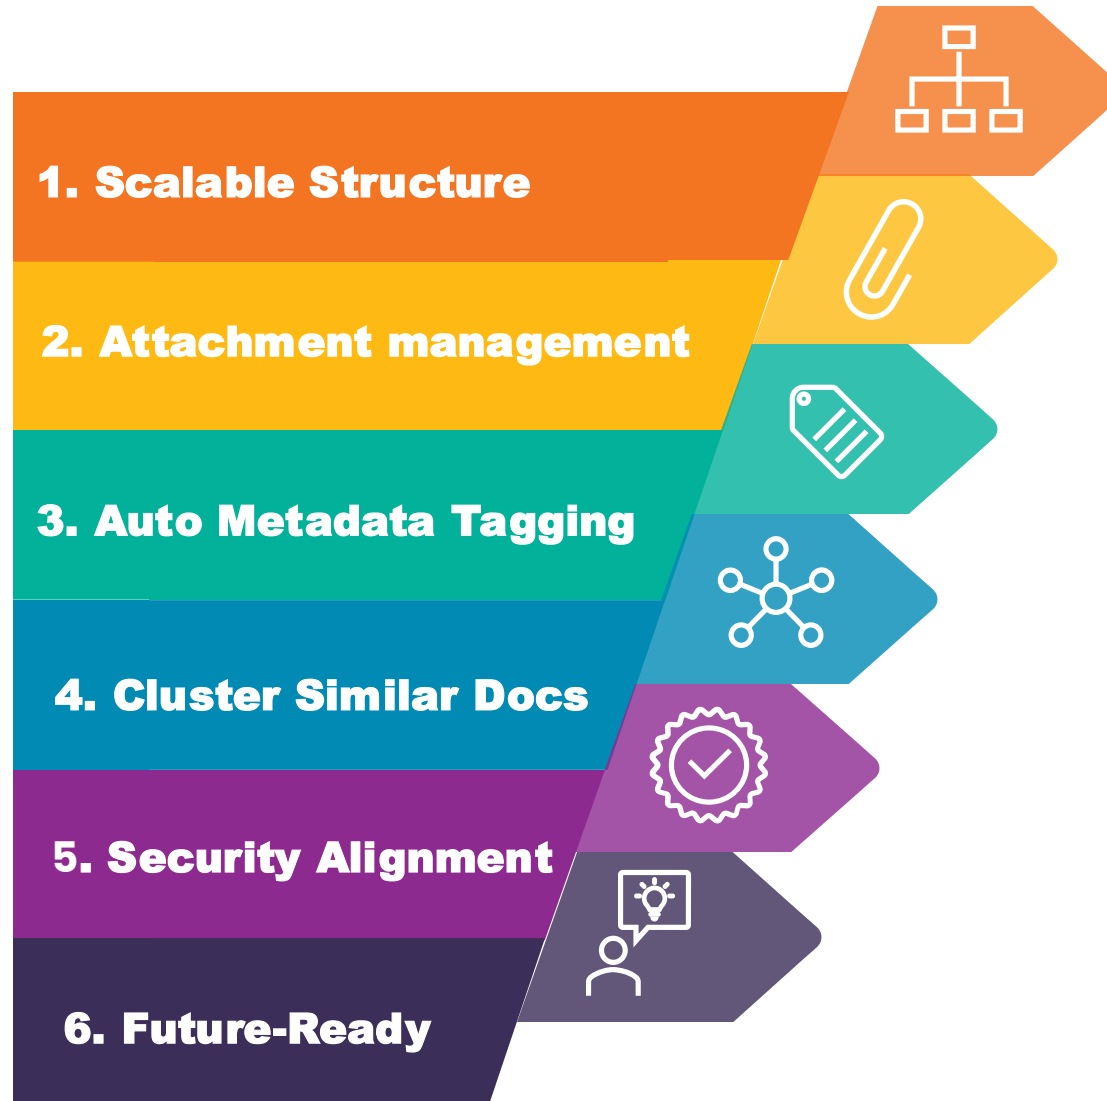 1. Scalable Structure
2. Attachment management
3. Auto Metadata Tagging
4. Cluster Similar Docs
5. Security Alignment
6. Future-Ready